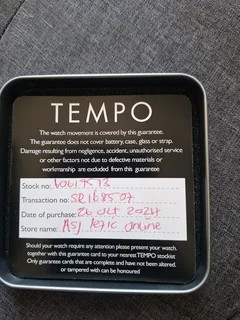 TEMPO
The watch movement is covered by this guarantee.
The guarantee does not cover battery, case, glass or strap.
Damage resulting from negligence, accident, unauthorised service
or other factors not due to defective materials or
workmanship are excluded from this guarantee
Stock no:
Transaction no:
Date of purchase: 26 Oct 2024
Store name: online
Should your watch require any attention please present your watch,
together with this guarantee card to your nearest TEMPO stockist
Only guarantee cards that are complete and have not been altered,
or tampered with can be honoured